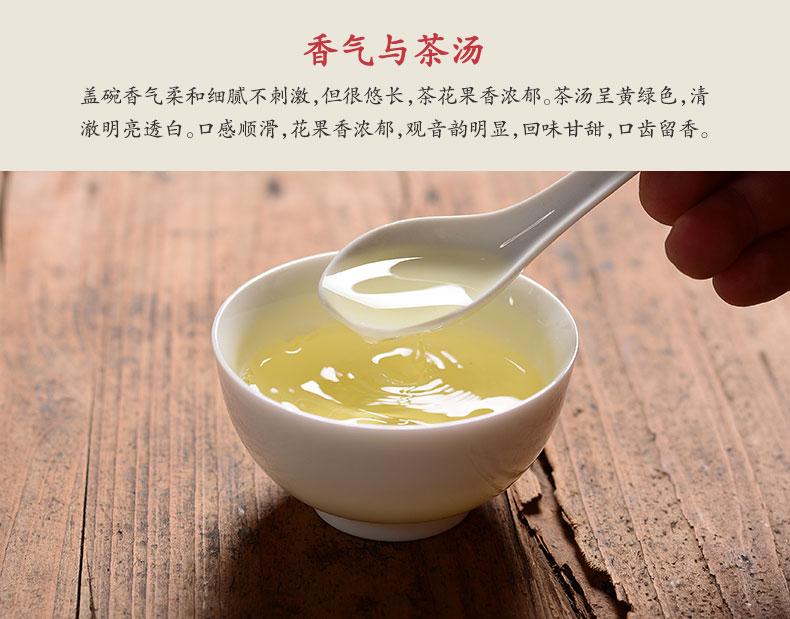 香气与茶汤
盖碗香气柔和细腻不刺激,但很悠长,茶花果香浓郁。茶汤呈黄绿色,清
澈明亮透白。口感顺滑,花果香浓郁,观音韵明显,回味甘甜,口齿留香。